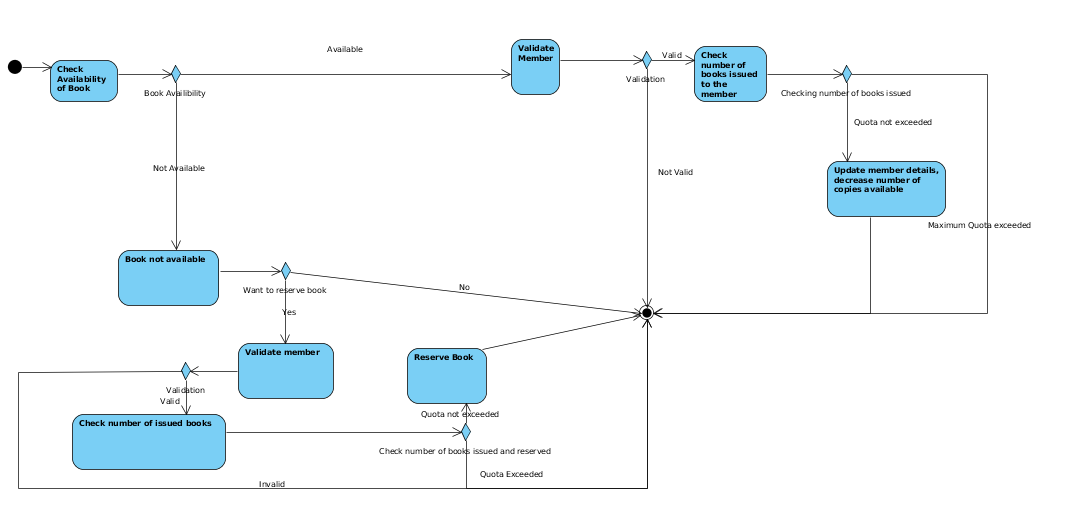 Available
Validate
Member
Valid
Check
number of
books issued
to the
member
Check
Availability
of Book
Validation
Book Availibility
Checking number of books issued
Quota not exceeded
Not Available
Not Valid
Update member details,
decrease number of
copies available
Maximum Quota exceeded
Book not available
Want to reserve book
No
Yes
Validate member
Reserve Book
Validation
Valid
Quota not exceeded
Check number of issued books
Check number of books issued and reserved
Quota Exceeded
Invalid